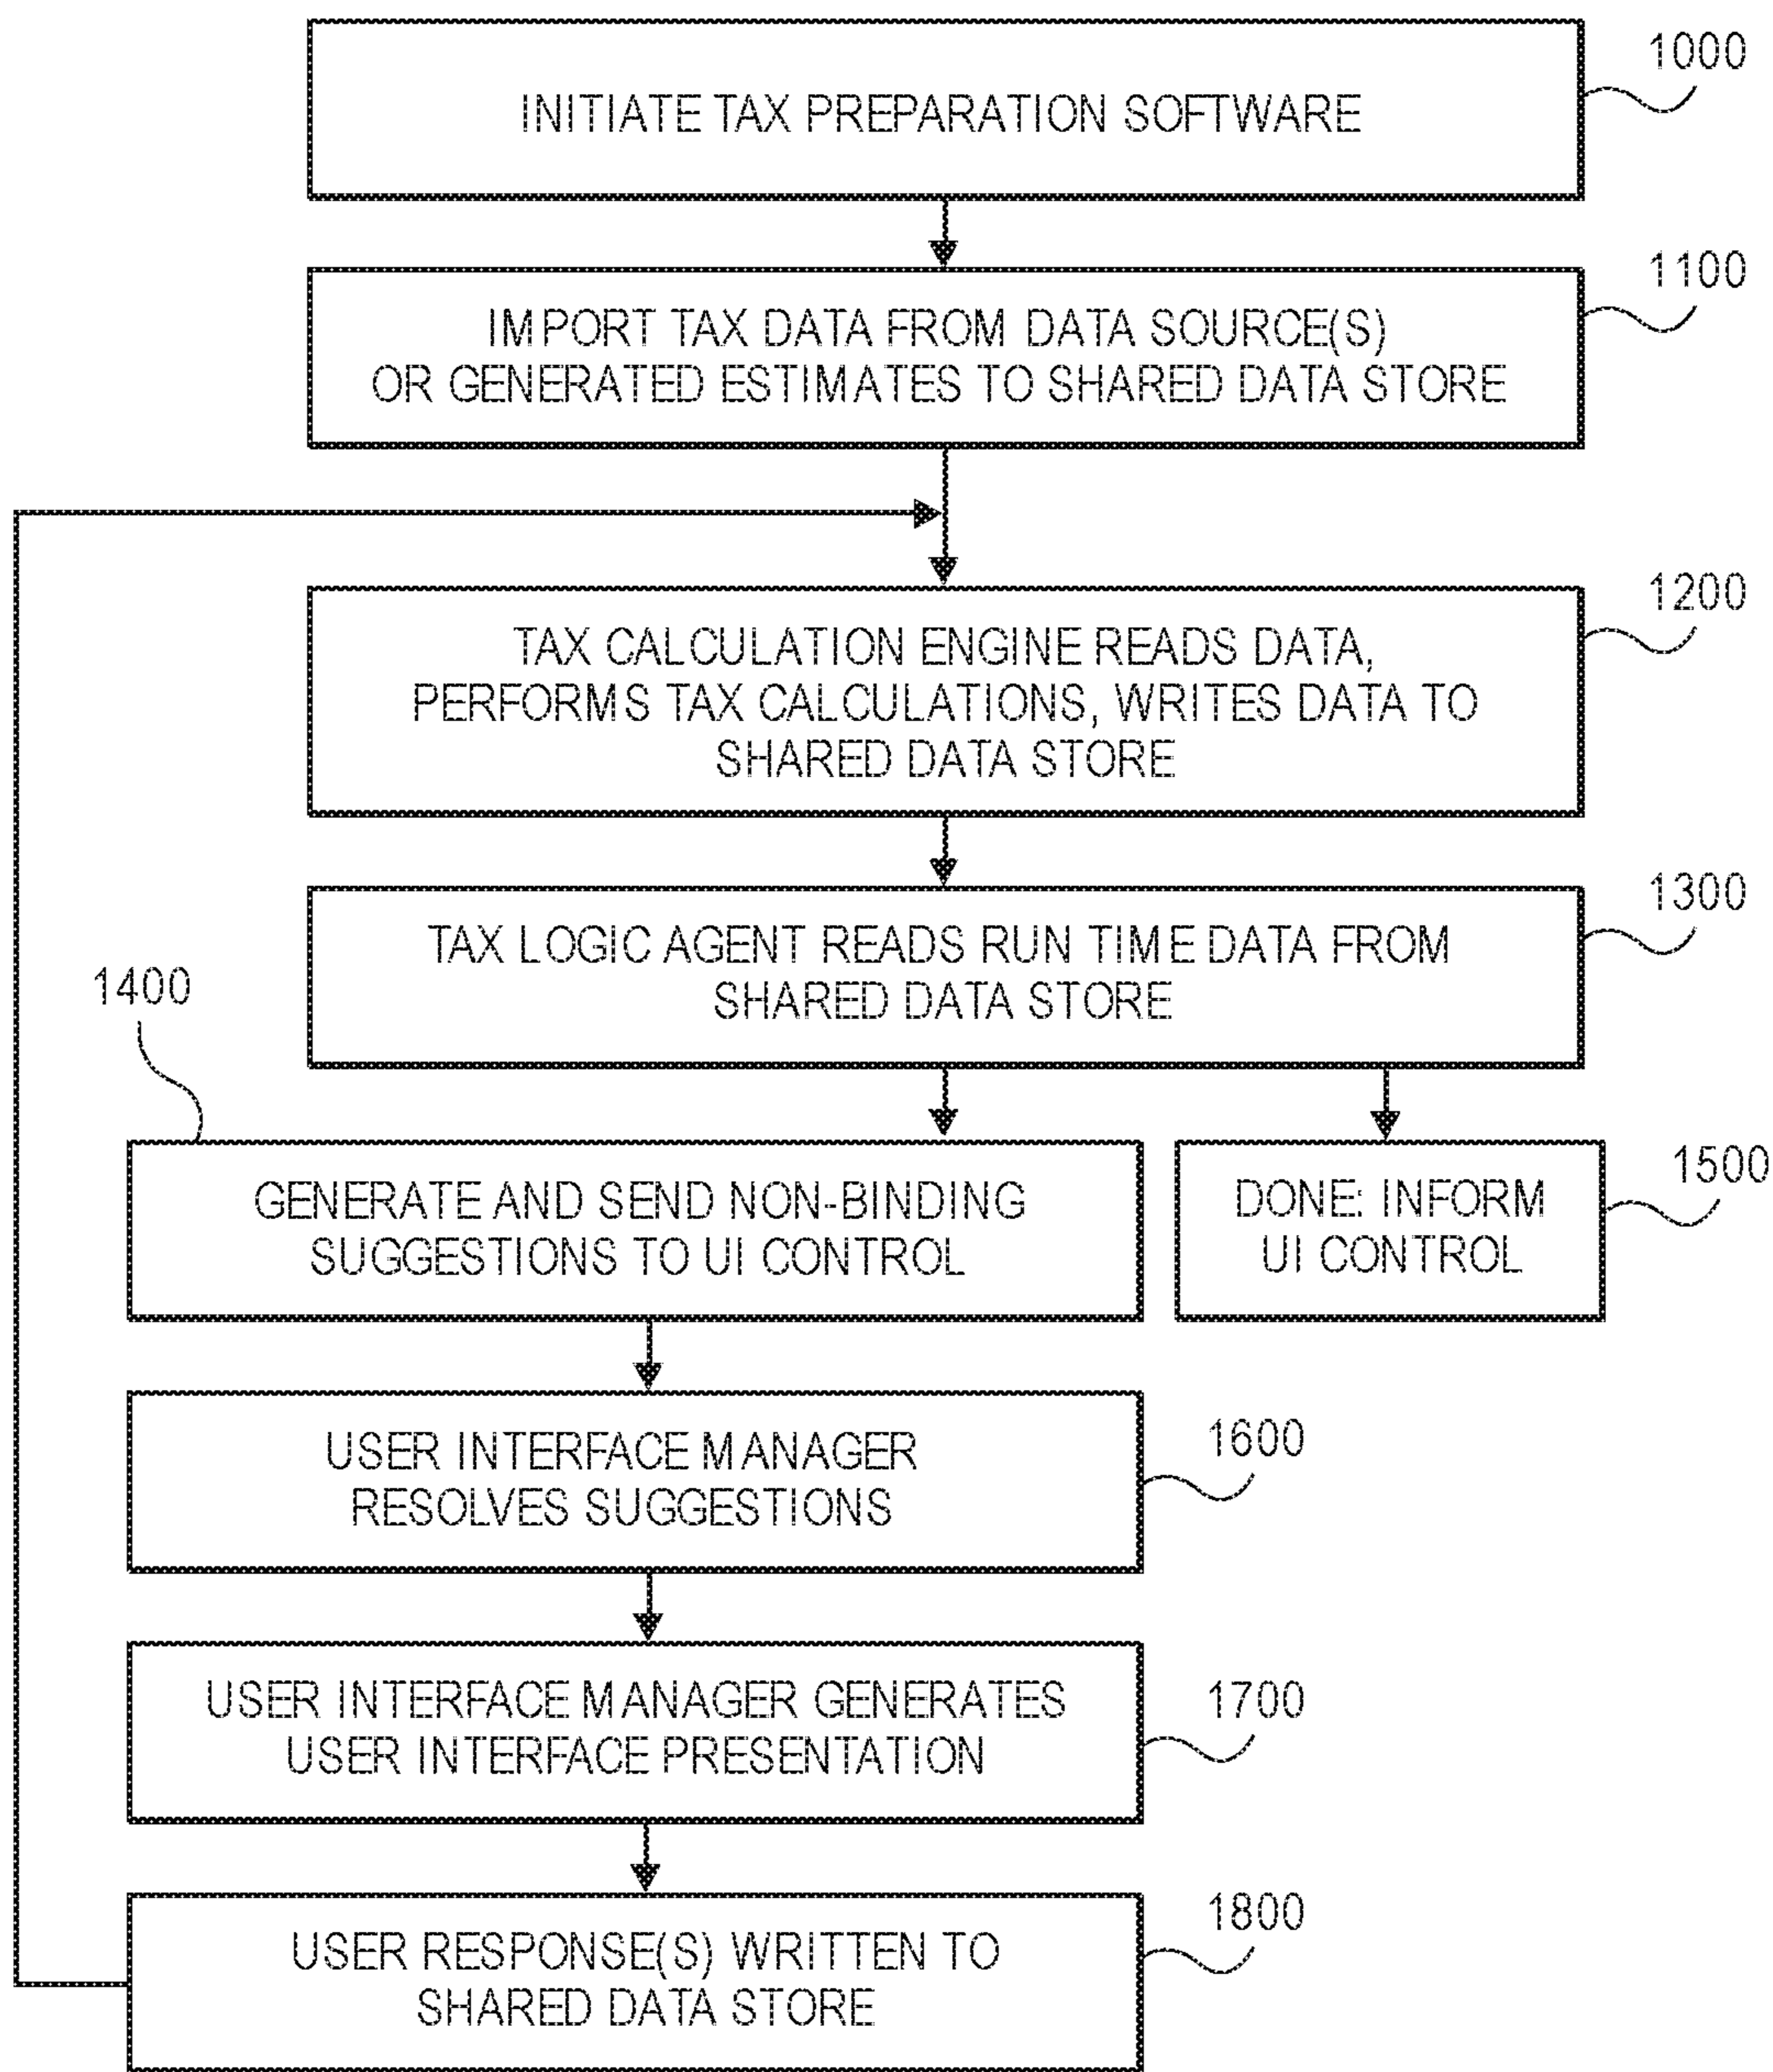 INITIATE TAX PREPARATION SOFTWARE
1000
IMPORT TAX DATA FROM DATA SOURCE(S)
OR GENERATED ESTIMATES TO SHARED DATA STORE
1100
TAX CALCULATION ENGINE READS DATA,
PERFORMS TAX CALCULATIONS, WRITES DATA TO
SHARED DATA STORE
1200
TAX LOGIC AGENT READS RUN TIME DATA FROM
SHARED DATA STORE
1300
1400
GENERATE AND SEND NON-BINDING
SUGGESTIONS TO UI CONTROL
DONE: INFORM
UI CONTROL
1500
USER INTERFACE MANAGER
RESOLVES SUGGESTIONS
1600
USER INTERFACE MANAGER GENERATES
USER INTERFACE PRESENTATION
1700
USER RESPONSE(S) WRITTEN TO
SHARED DATA STORE
1800